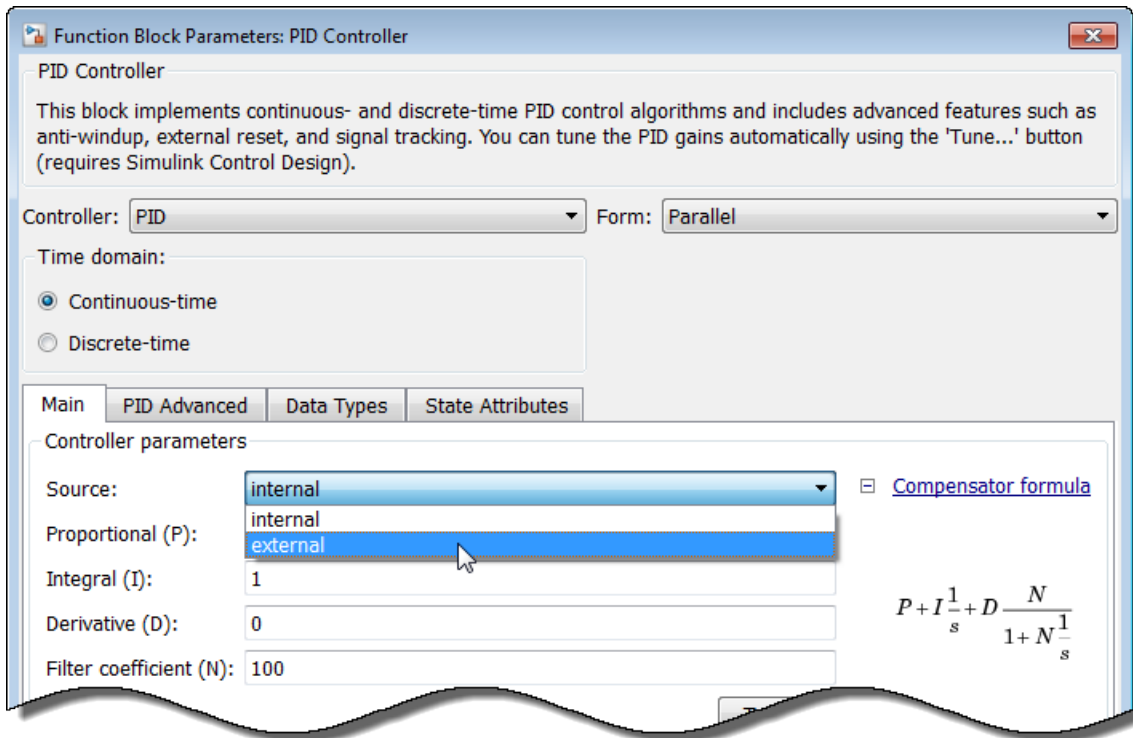 Function Block Parameters: PID Controller
PID Controller
This block implements continuous- and discrete-time PID control algorithms and includes advanced features such as
anti-windup, external reset, and signal tracking. You can tune the PID gains automatically using the 'Tune...' button
(requires Simulink Control Design).
Controller: PID Form: Parallel
Time domain:
Continuous-time
Discrete-time
Main PID Advanced Data Types State Attributes
Controller parameters
Source: internal Compensator formula
internal
Proportional (P):
external
Integral (I): 1
P + I 1/s + D N/(1 + N 1/s)
Derivative (D): 0
Filter coefficient (N): 100